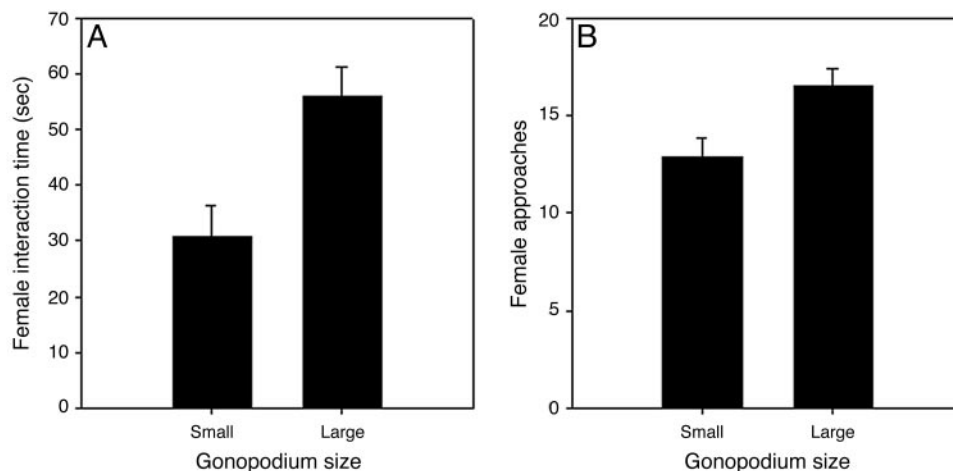 A
Female interaction time (sec)
70
60
50
40
30
20
10
0
Small Large
Gonopodium size
B
Female approaches
20
15
10
5
0
Small Large
Gonopodium size